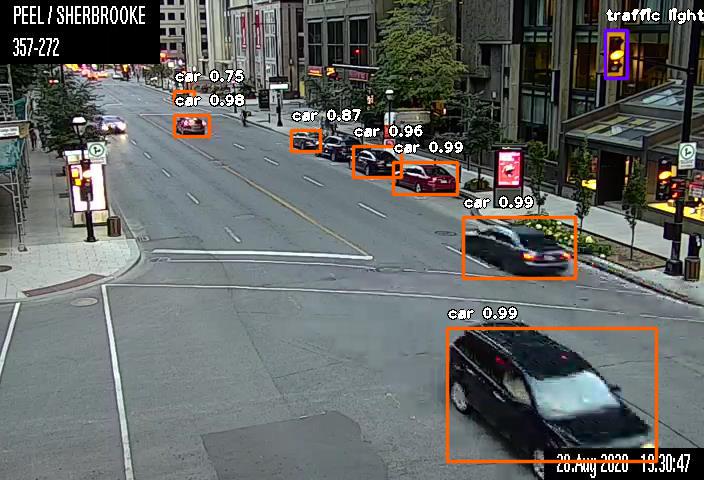 PEEL / SHERBROOKE
357-272
traffic light
car 0.75
car 0.98
car 0.87
car 0.96
car 0.99
car 0.99
car 0.99
28.Aug 2020 19:30:47